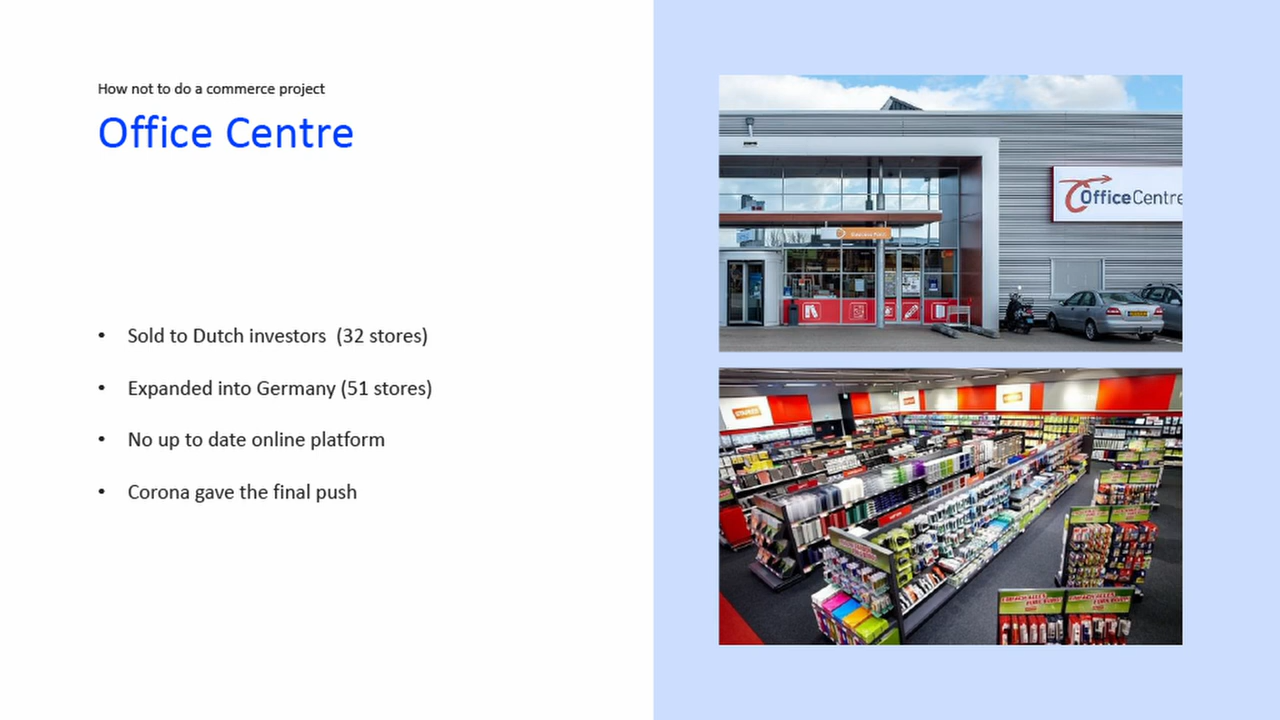 How not to do a commerce project
Office Centre
• Sold to Dutch investors (32 stores)
• Expanded into Germany (51 stores)
• No up to date online platform
• Corona gave the final push
OfficeCentre